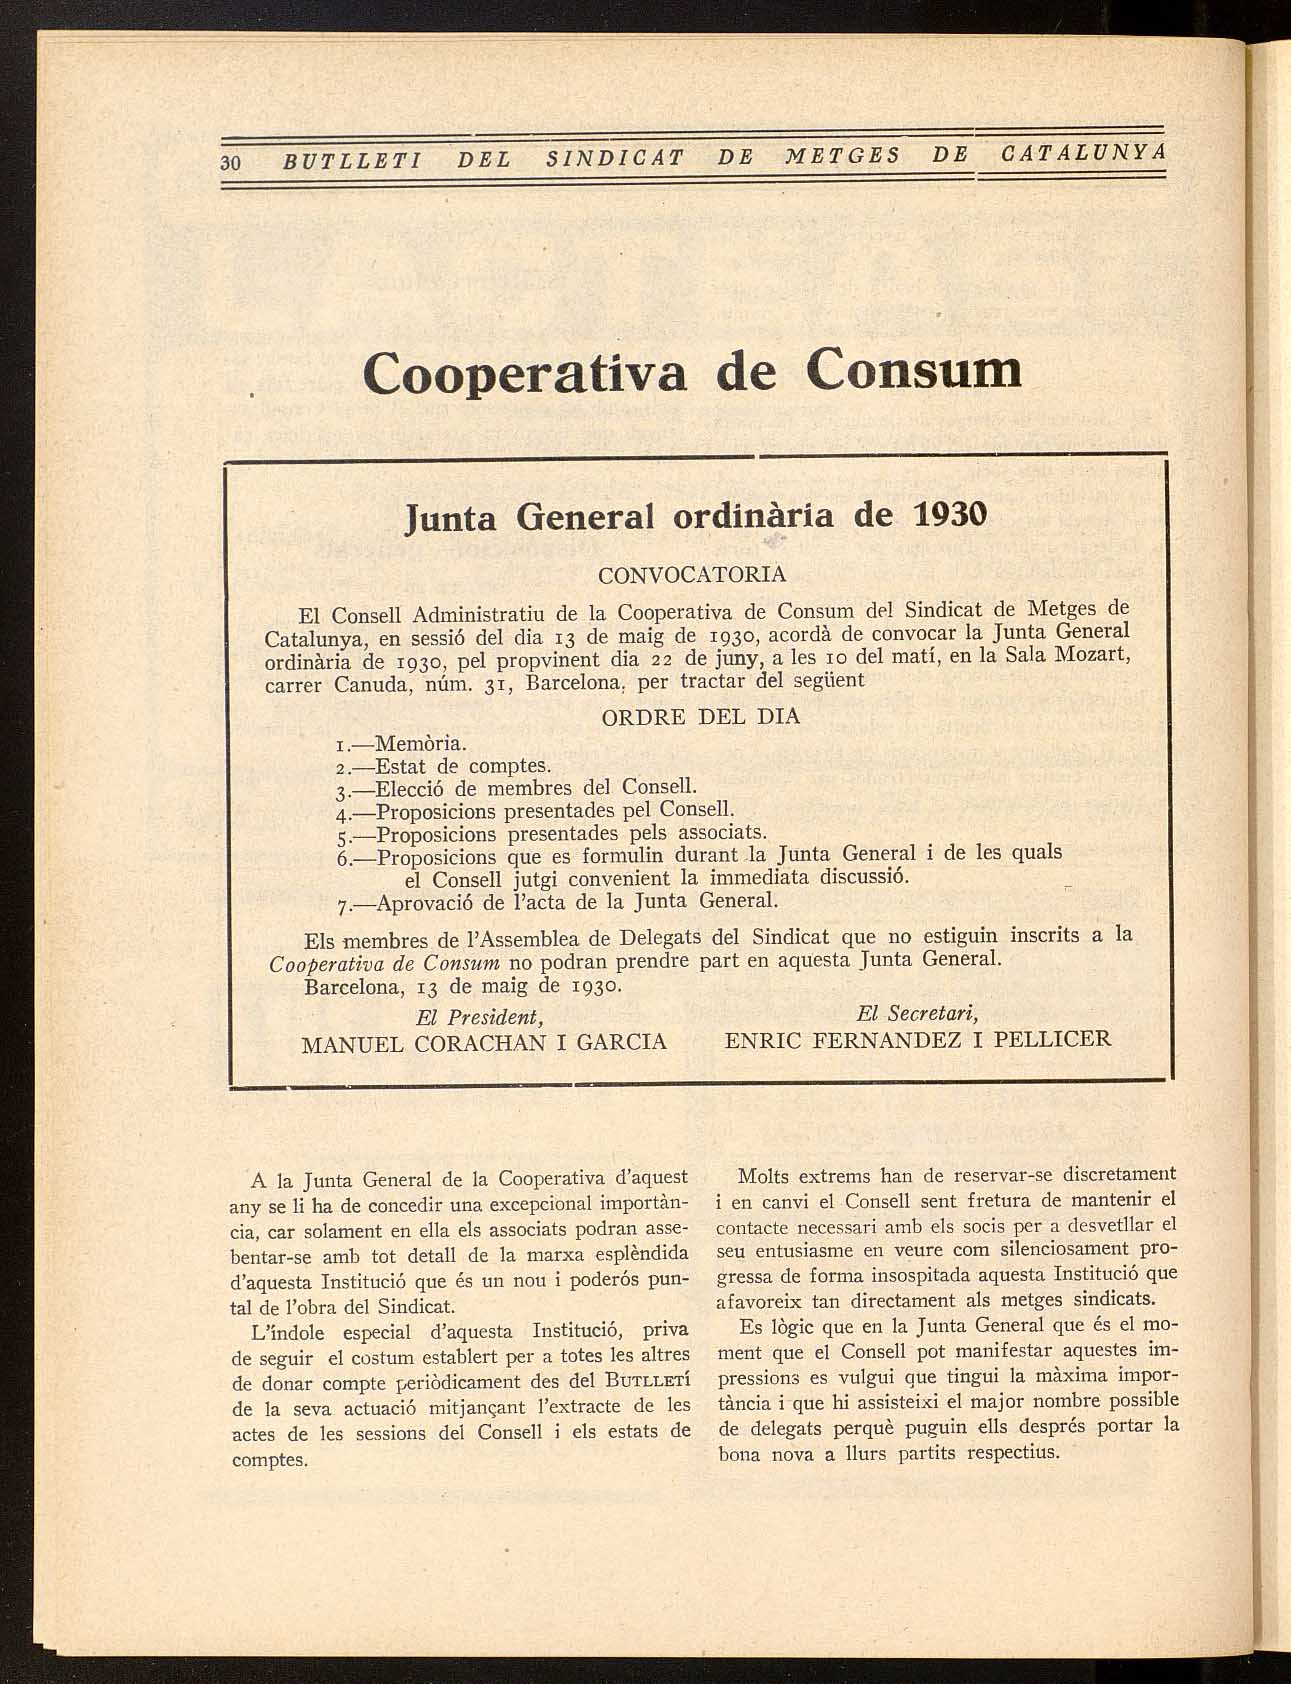 30 BUTLLETI DEL SINDICAT DE METGES DE CATALUNYA
Cooperativa de Consum
Junta General ordinària de 1930
CONVOCATORIA
El Consell Administratiu de la Cooperativa de Consum del Sindicat de Metges de
Catalunya, en sessió del dia 13 de maig de 1930, acordà de convocar la Junta General
ordinària de 1930, pel propvinent dia 22 de juny, a les 10 del matí, en la Sala Mozart,
carrer Canuda, núm. 31, Barcelona, per tractar del següent
ORDRE DEL DIA
1.—Memòria.
2.—Estat de comptes.
3.—Elecció de membres del Consell.
4.—Proposicions presentades pel Consell.
5.—Proposicions presentades pels associats.
6.—Proposicions que es formulin durant la Junta General i de les quals
el Consell jutgi convenient la immediata discussió.
7.—Aprovació de l'acta de la Junta General.
Els membres de l'Assemblea de Delegats del Sindicat que no estiguin inscrits a la
Cooperativa de Consum no podran prendre part en aquesta Junta General.
Barcelona, 13 de maig de 1930.
El President,
MANUEL CORACHAN I GARCIA
El Secretari,
ENRIC FERNANDEZ I PELLICER
A la Junta General de la Cooperativa d'aquest
any se li ha de concedir una excepcional importàn-
cia, car solament en ella els associats podran asse-
bentar-se amb tot detall de la marxa esplèndida
d'aquesta Institució que és un nou i poderós pun-
tal de l'obra del Sindicat.
L'índole especial d'aquesta Institució, priva
de seguir el costum establert per a totes les altres
de donar compte periòdicament des del BUTLLETÍ
de la seva actuació mitjançant l'extracte de les
actes de les sessions del Consell i els estats de
comptes.
Molts extrems han de reservar-se discretament
i en canvi el Consell sent fretura de mantenir el
contacte necessari amb els socis per a desvetllar el
seu entusiasme en veure com silenciosament pro-
gressa de forma insospitada aquesta Institució que
afavoreix tan directament als metges sindicats.
Es lògic que en la Junta General que és el mo-
ment que el Consell pot manifestar aquestes im-
pressions es vulgui que tingui la màxima impor-
tància i que hi assisteixi el major nombre possible
de delegats perquè puguin ells després portar la
bona nova a llurs partits respectius.